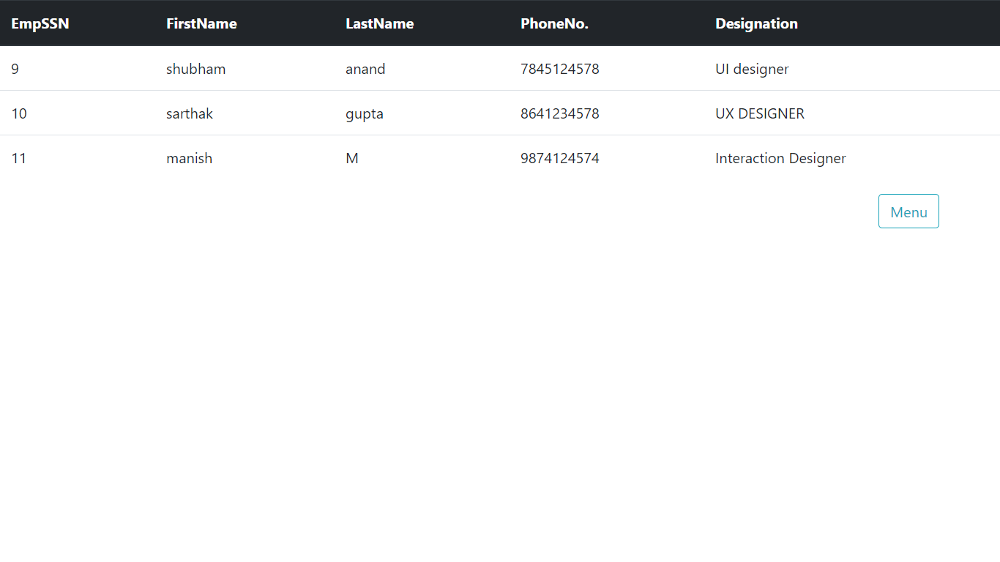 EmpSSN FirstName LastName PhoneNo. Designation
9 shubham anand 7845124578 UI designer
10 sarthak gupta 8641234578 UX DESIGNER
11 manish M 9874124574 Interaction Designer
Menu